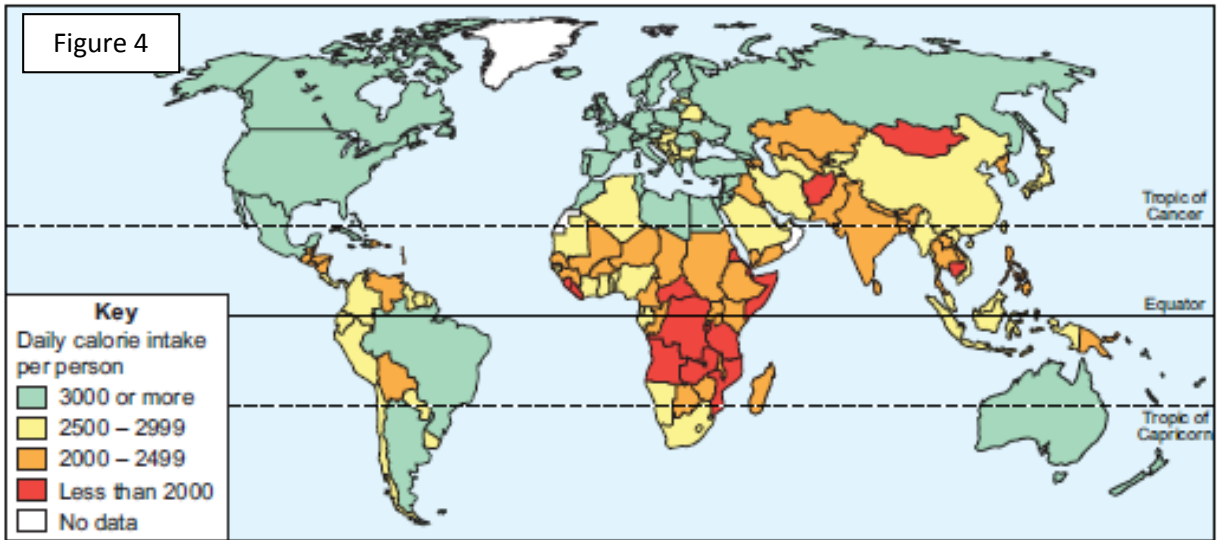 Figure 4
Tropic of
Cancer
Equator
Tropic of
Capricorn
Key
Daily calorie intake
per person
3000 or more
2500 – 2999
2000 – 2499
Less than 2000
No data